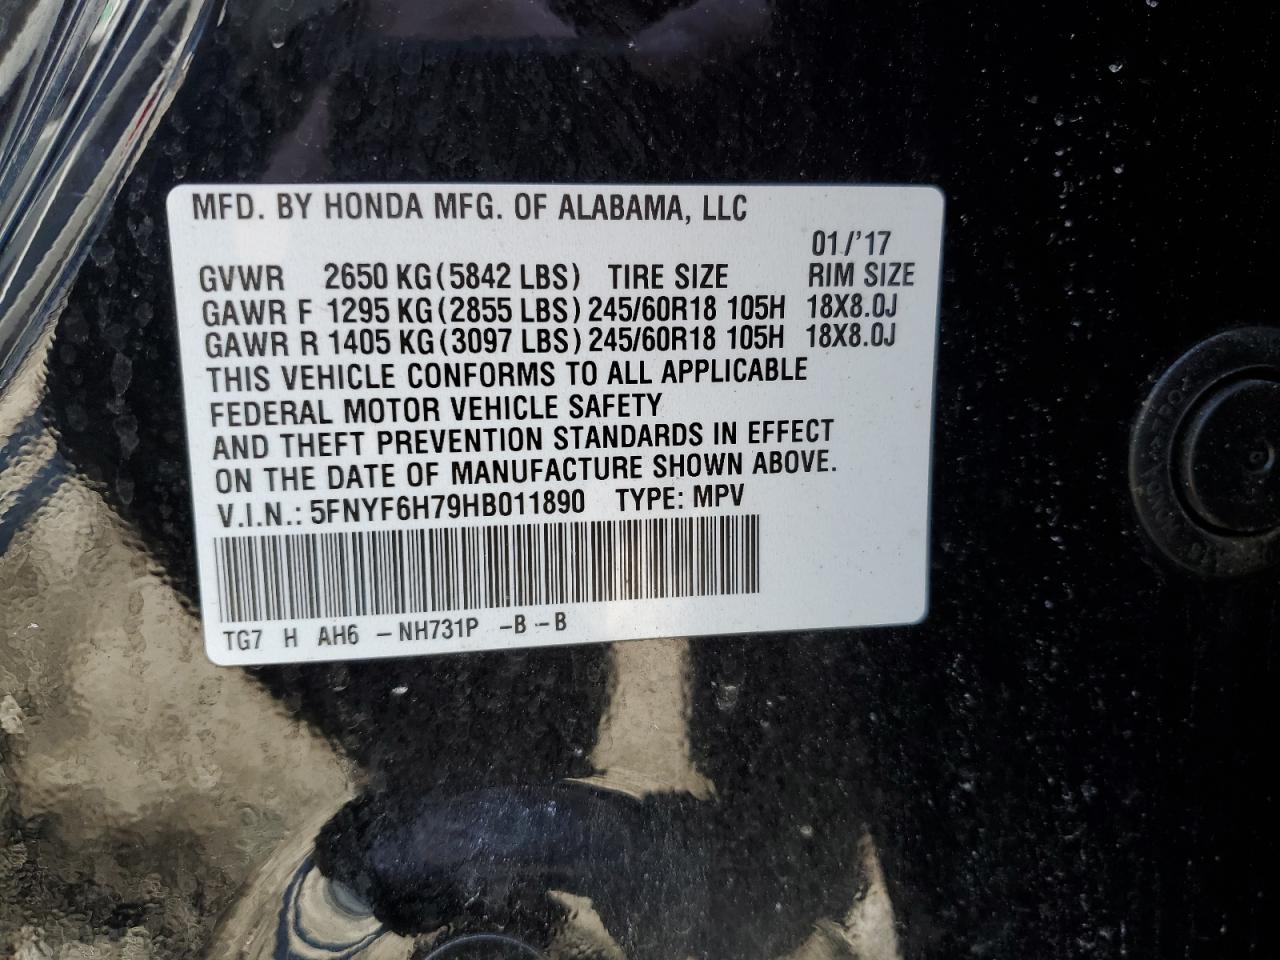 MFD. BY HONDA MFG. OF ALABAMA, LLC
01/'17
GVWR 2650 KG(5842 LBS) TIRE SIZE RIM SIZE
GAWR F 1295 KG(2855 LBS) 245/60R18 105H 18X8.0J
GAWR R 1405 KG(3097 LBS) 245/60R18 105H 18X8.0J
THIS VEHICLE CONFORMS TO ALL APPLICABLE
FEDERAL MOTOR VEHICLE SAFETY
AND THEFT PREVENTION STANDARDS IN EFFECT
ON THE DATE OF MANUFACTURE SHOWN ABOVE.
V.I.N.: 5FNYF6H79HB011890 TYPE: MPV
TG7 H AH6 -NH731P -B--B